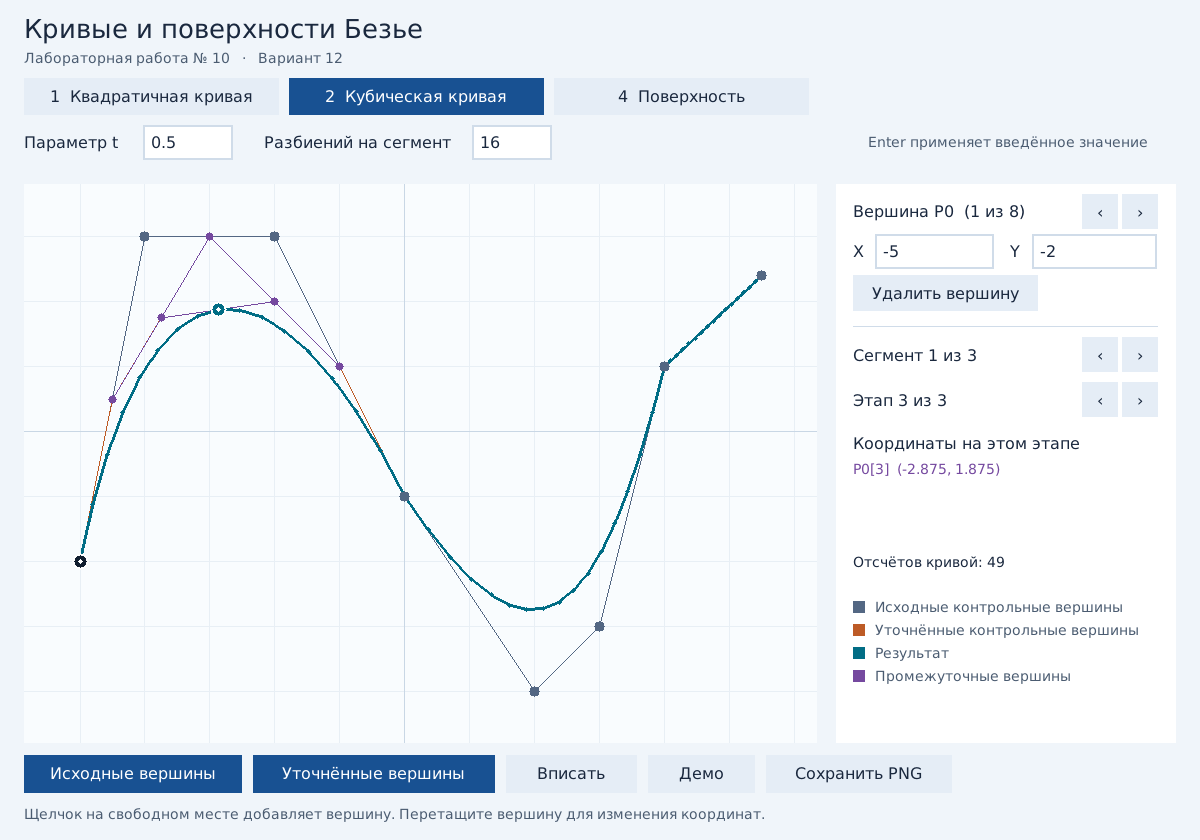 Кривые и поверхности Безье
Лабораторная работа № 10 · Вариант 12
1 Квадратичная кривая
2 Кубическая кривая
4 Поверхность
Параметр t
0.5
Разбиений на сегмент
16
Enter применяет введённое значение
Вершина P0 (1 из 8)
‹
›
X
-5
Y
-2
Удалить вершину
Сегмент 1 из 3
‹
›
Этап 3 из 3
‹
›
Координаты на этом этапе
P0[3] (-2.875, 1.875)
Отсчётов кривой: 49
Исходные контрольные вершины
Уточнённые контрольные вершины
Результат
Промежуточные вершины
Исходные вершины
Уточнённые вершины
Вписать
Демо
Сохранить PNG
Щелчок на свободном месте добавляет вершину. Перетащите вершину для изменения координат.